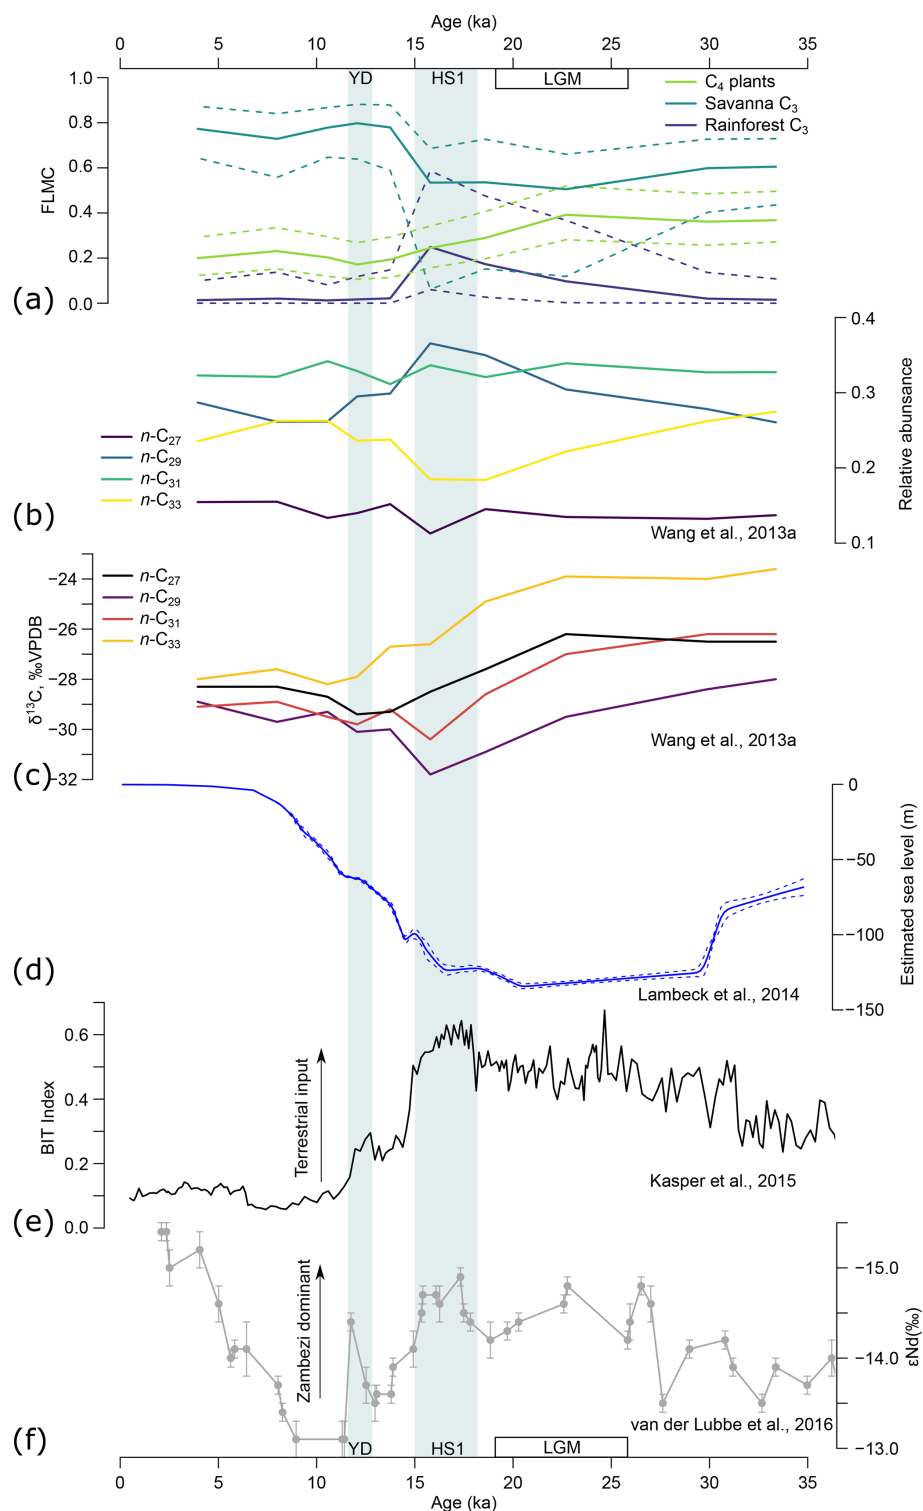 Age (ka)
0 5 10 15 20 25 30 35
YD HS1 LGM
C4 plants
Savanna C3
Rainforest C3
1.0
0.8
0.6
0.4
0.2
0.0
FLMC
(a)
0.4
0.3
0.2
0.1
Relative abunsance
n-C27
n-C29
n-C31
n-C33
(b)
Wang et al., 2013a
−24
−26
−28
−30
−32
δ13C, ‰VPDB
n-C27
n-C29
n-C31
n-C33
Wang et al., 2013a
(c)
0
−50
−100
−150
Estimated sea level (m)
(d)
Lambeck et al., 2014
0.6
0.4
0.2
0.0
BIT Index
Terrestrial input
Kasper et al., 2015
(e)
Zambezi dominant
−15.0
−14.0
−13.0
εNd(‰)
van der Lubbe et al., 2016
(f)
YD HS1 LGM
0 5 10 15 20 25 30 35
Age (ka)